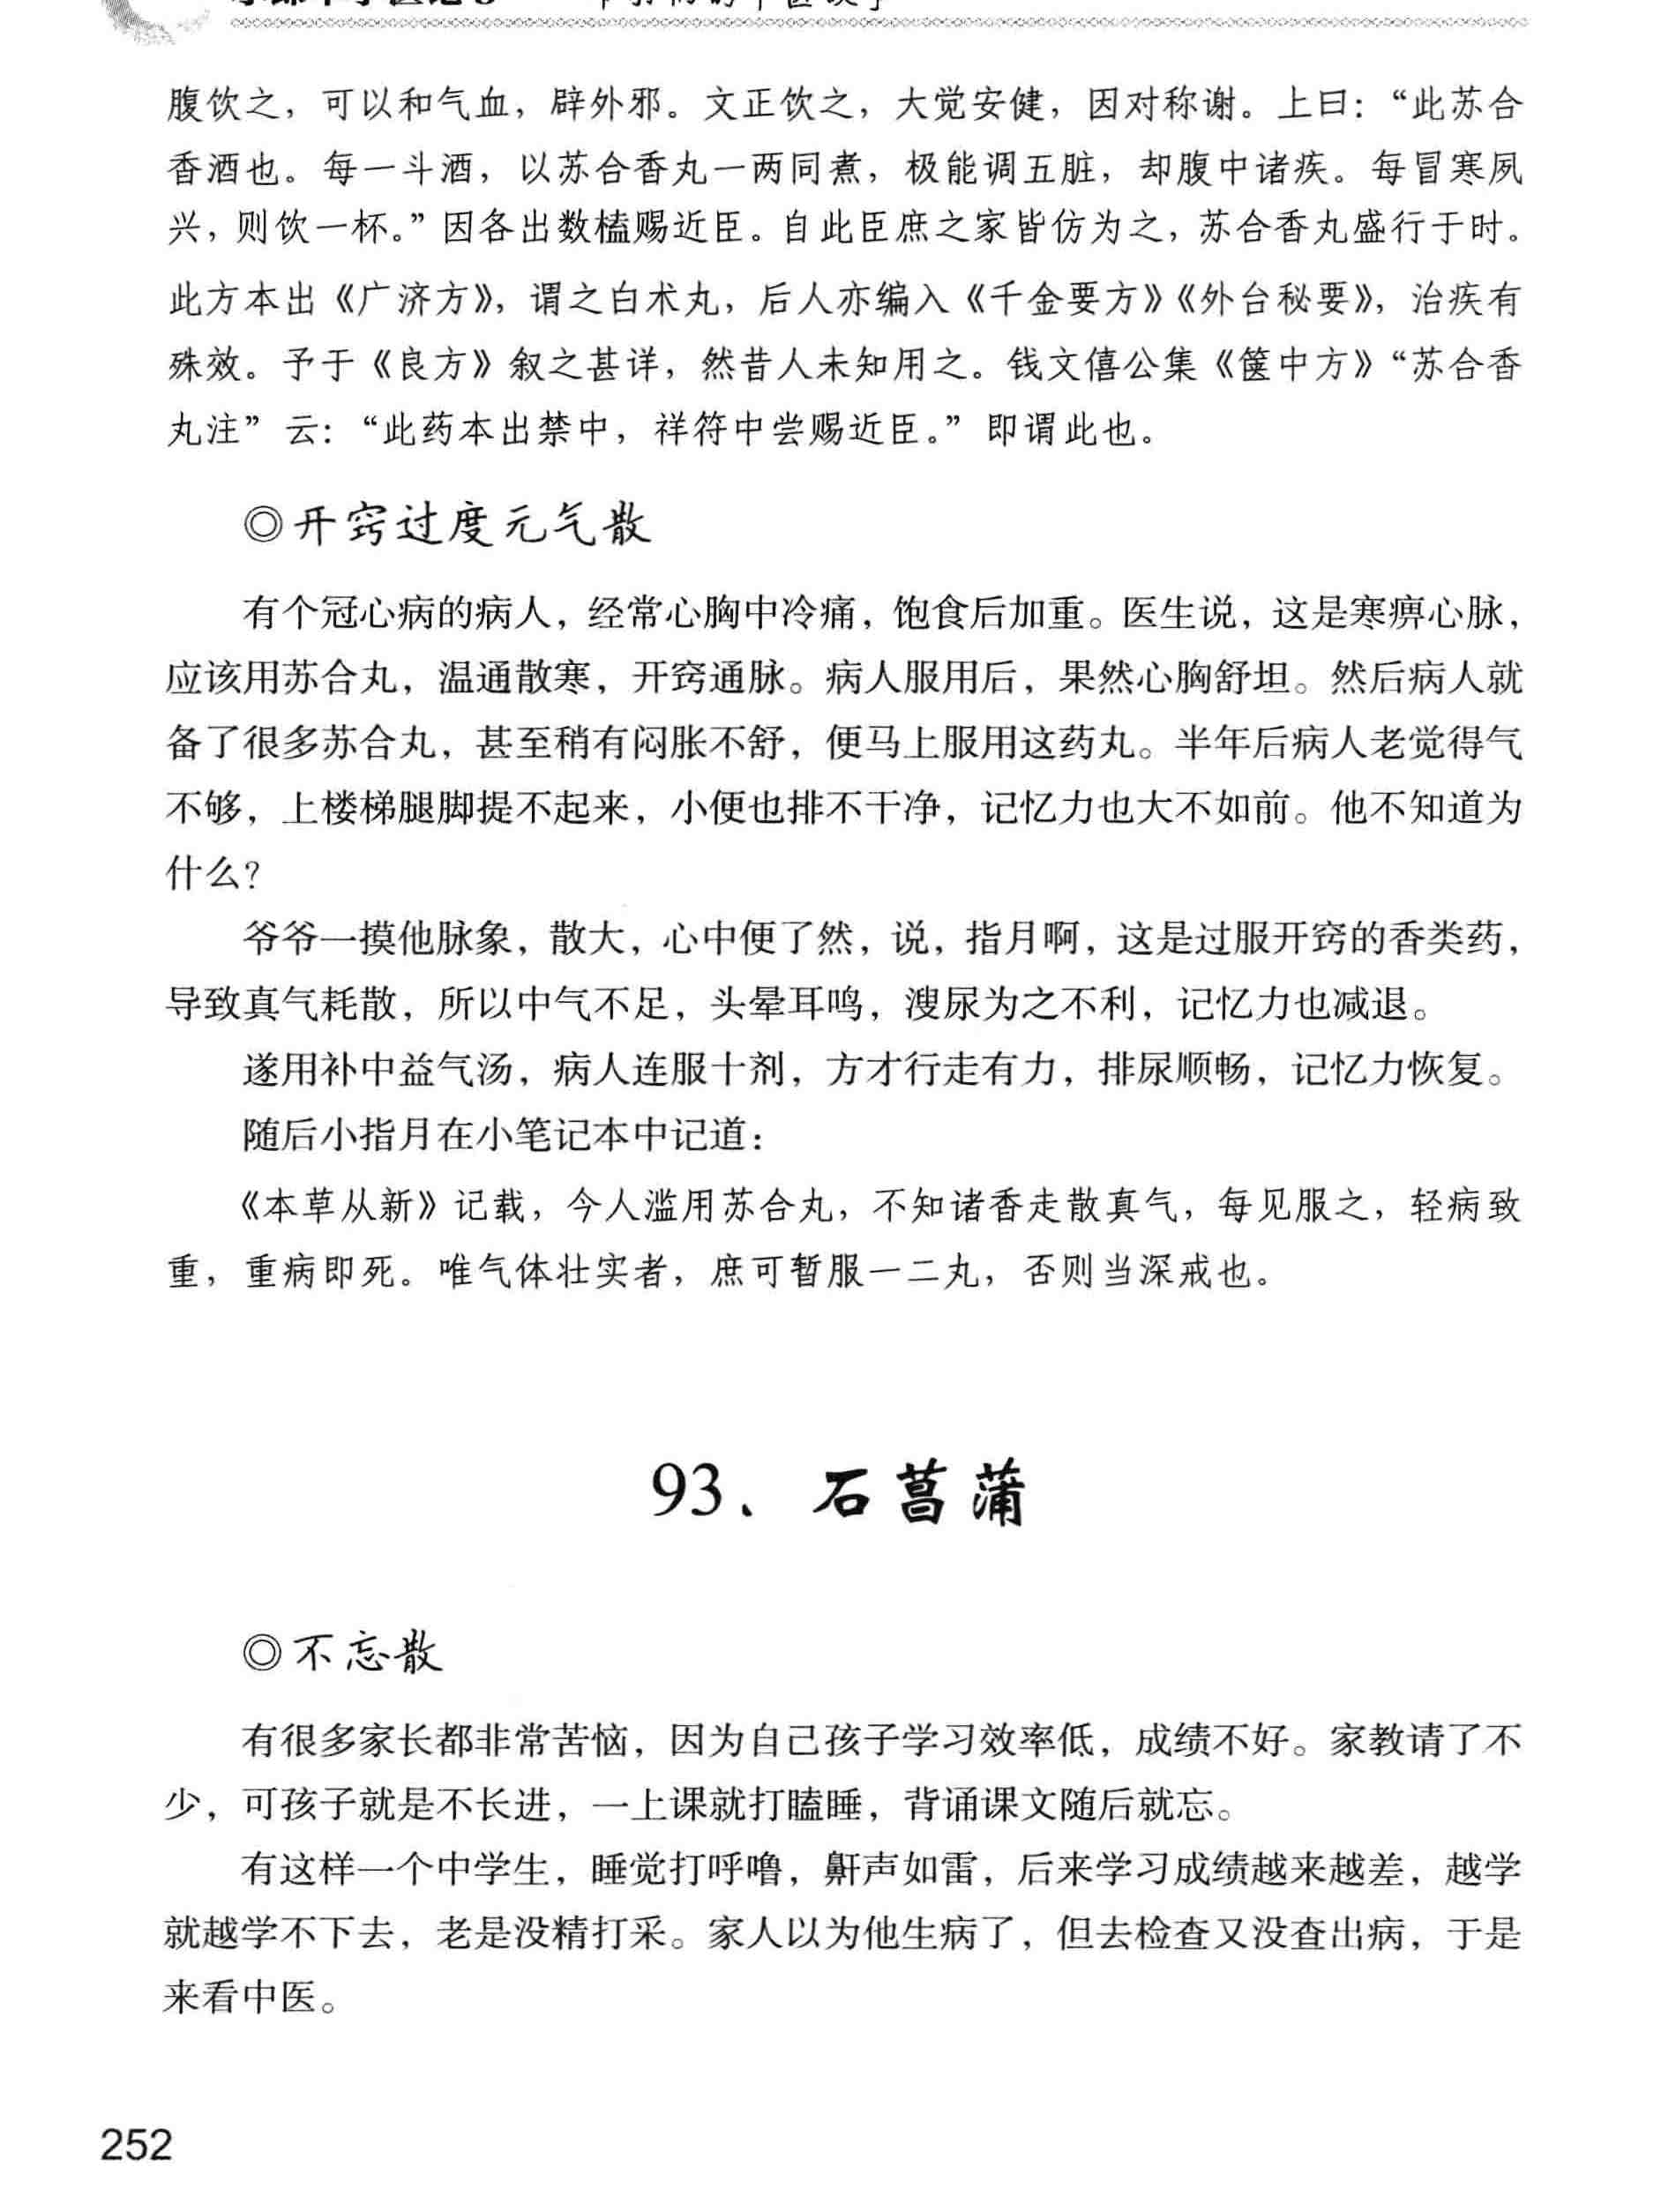 腹饮之，可以和气血，辟外邪。文正饮之，大觉安健，因对称谢。上曰：“此苏合
香酒也。每一斗酒，以苏合香丸一两同煮，极能调五脏，却腹中诸疾。每冒寒夙
兴，则饮一杯。”因各出数榼赐近臣。自此臣庶之家皆仿为之，苏合香丸盛行于时。
此方本出《广济方》，谓之白术丸，后人亦编入《千金要方》《外台秘要》，治疾有
殊效。予于《良方》叙之甚详，然昔人未知用之。钱文僖公集《箧中方》“苏合香
丸注”云：“此药本出禁中，祥符中尝赐近臣。”即谓此也。
◎开窍过度元气散
有个冠心病的病人，经常心胸中冷痛，饱食后加重。医生说，这是寒痹心脉，
应该用苏合丸，温通散寒，开窍通脉。病人服用后，果然心胸舒坦。然后病人就
备了很多苏合丸，甚至稍有闷胀不舒，便马上服用这药丸。半年后病人老觉得气
不够，上楼梯腿脚提不起来，小便也排不干净，记忆力也大不如前。他不知道为
什么？
爷爷一摸他脉象，散大，心中便了然，说，指月啊，这是过服开窍的香类药，
导致真气耗散，所以中气不足，头晕耳鸣，溲尿为之不利，记忆力也减退。
遂用补中益气汤，病人连服十剂，方才行走有力，排尿顺畅，记忆力恢复。
随后小指月在小笔记本中记道：
《本草从新》记载，今人滥用苏合丸，不知诸香走散真气，每见服之，轻病致
重，重病即死。唯气体壮实者，庶可暂服一二丸，否则当深戒也。
93、石菖蒲
◎不忘散
有很多家长都非常苦恼，因为自己孩子学习效率低，成绩不好。家教请了不
少，可孩子就是不长进，一上课就打瞌睡，背诵课文随后就忘。
有这样一个中学生，睡觉打呼噜，鼾声如雷，后来学习成绩越来越差，越学
就越学不下去，老是没精打采。家人以为他生病了，但去检查又没查出病，于是
来看中医。
252